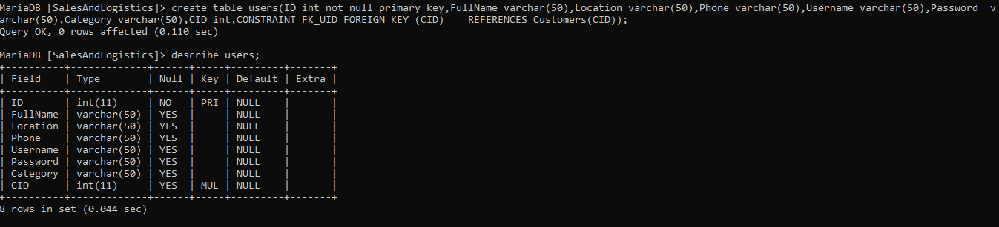 MariaDB [SalesAndLogistics]> create table users(ID int not null primary key,FullName varchar(50),Location varchar(50),Phone varchar(50),Username varchar(50),Password  v
archar(50),Category varchar(50),CID int,CONSTRAINT FK_UID FOREIGN KEY (CID)    REFERENCES Customers(CID));
Query OK, 0 rows affected (0.110 sec)

MariaDB [SalesAndLogistics]> describe users;
+----------+-------------+------+-----+---------+-------+
| Field    | Type        | Null | Key | Default | Extra |
+----------+-------------+------+-----+---------+-------+
| ID       | int(11)     | NO   | PRI | NULL    |       |
| FullName | varchar(50) | YES  |     | NULL    |       |
| Location | varchar(50) | YES  |     | NULL    |       |
| Phone    | varchar(50) | YES  |     | NULL    |       |
| Username | varchar(50) | YES  |     | NULL    |       |
| Password | varchar(50) | YES  |     | NULL    |       |
| Category | varchar(50) | YES  |     | NULL    |       |
| CID      | int(11)     | YES  | MUL | NULL    |       |
+----------+-------------+------+-----+---------+-------+
8 rows in set (0.044 sec)